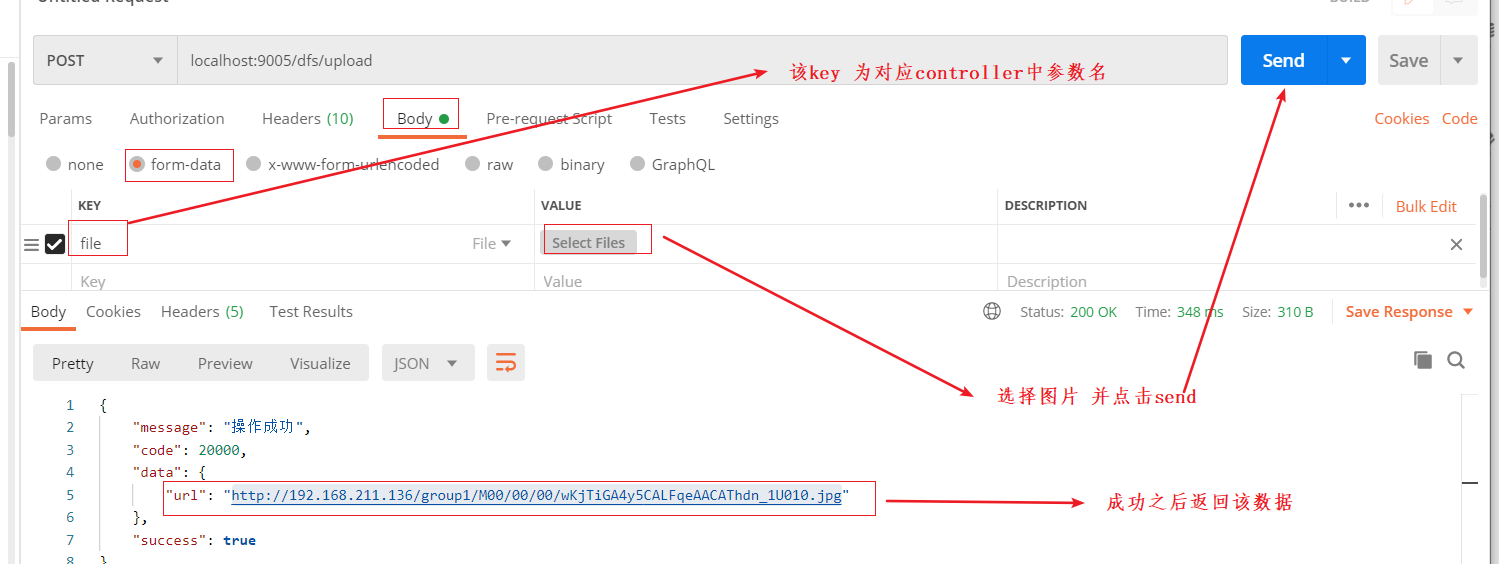 Untitled Request
BUILD
POST
localhost:9005/dfs/upload
该key 为对应controller中参数名
Send
Save
Params
Authorization
Headers (10)
Body
Pre-request Script
Tests
Settings
Cookies
Code
none
form-data
x-www-form-urlencoded
raw
binary
GraphQL
KEY
VALUE
DESCRIPTION
Bulk Edit
file
File
Select Files
Key
Value
Description
Body
Cookies
Headers (5)
Test Results
Status: 200 OK
Time: 348 ms
Size: 310 B
Save Response
Pretty
Raw
Preview
Visualize
JSON
选择图片 并点击send
1 {
2 "message": "操作成功",
3 "code": 20000,
4 "data": {
5 "url": "http://192.168.211.136/group1/M00/00/00/wKjTiGA4y5CALFqeAACAThdn_1U010.jpg"
成功之后返回该数据
6 },
7 "success": true
8 }